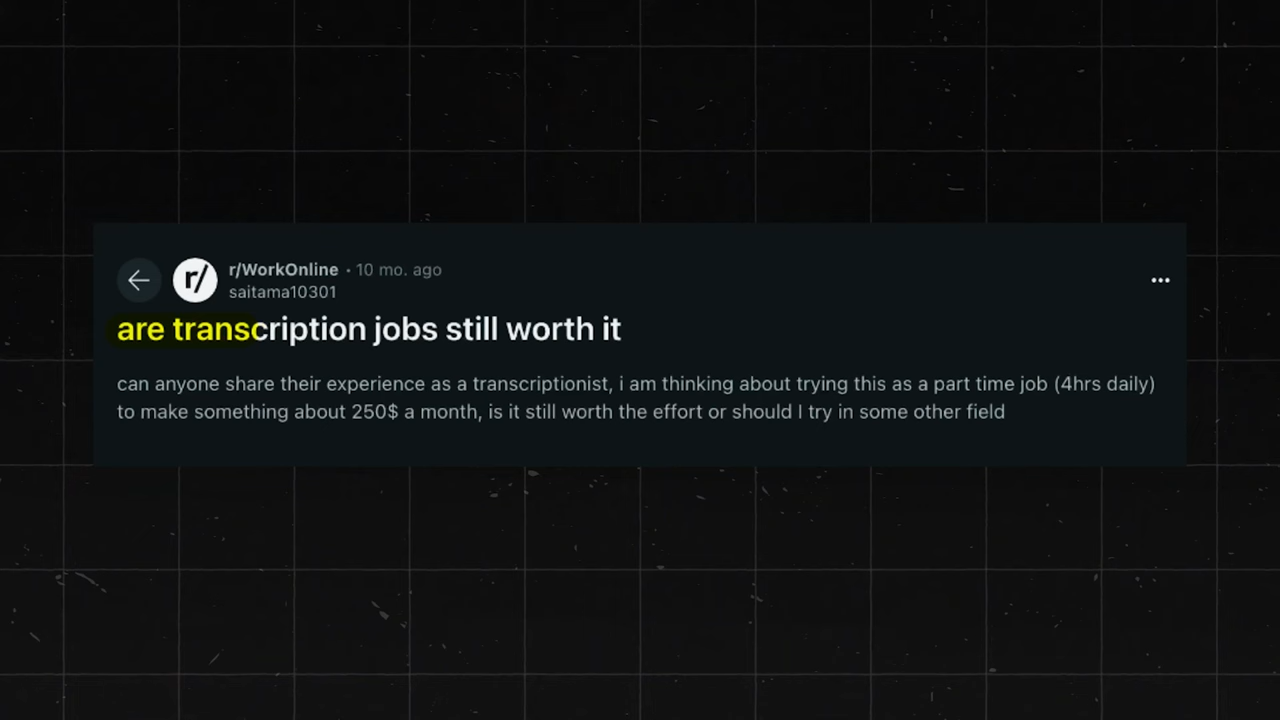 r/WorkOnline • 10 mo. ago
saitama10301
are transcription jobs still worth it
can anyone share their experience as a transcriptionist, i am thinking about trying this as a part time job (4hrs daily)
to make something about 250$ a month, is it still worth the effort or should I try in some other field